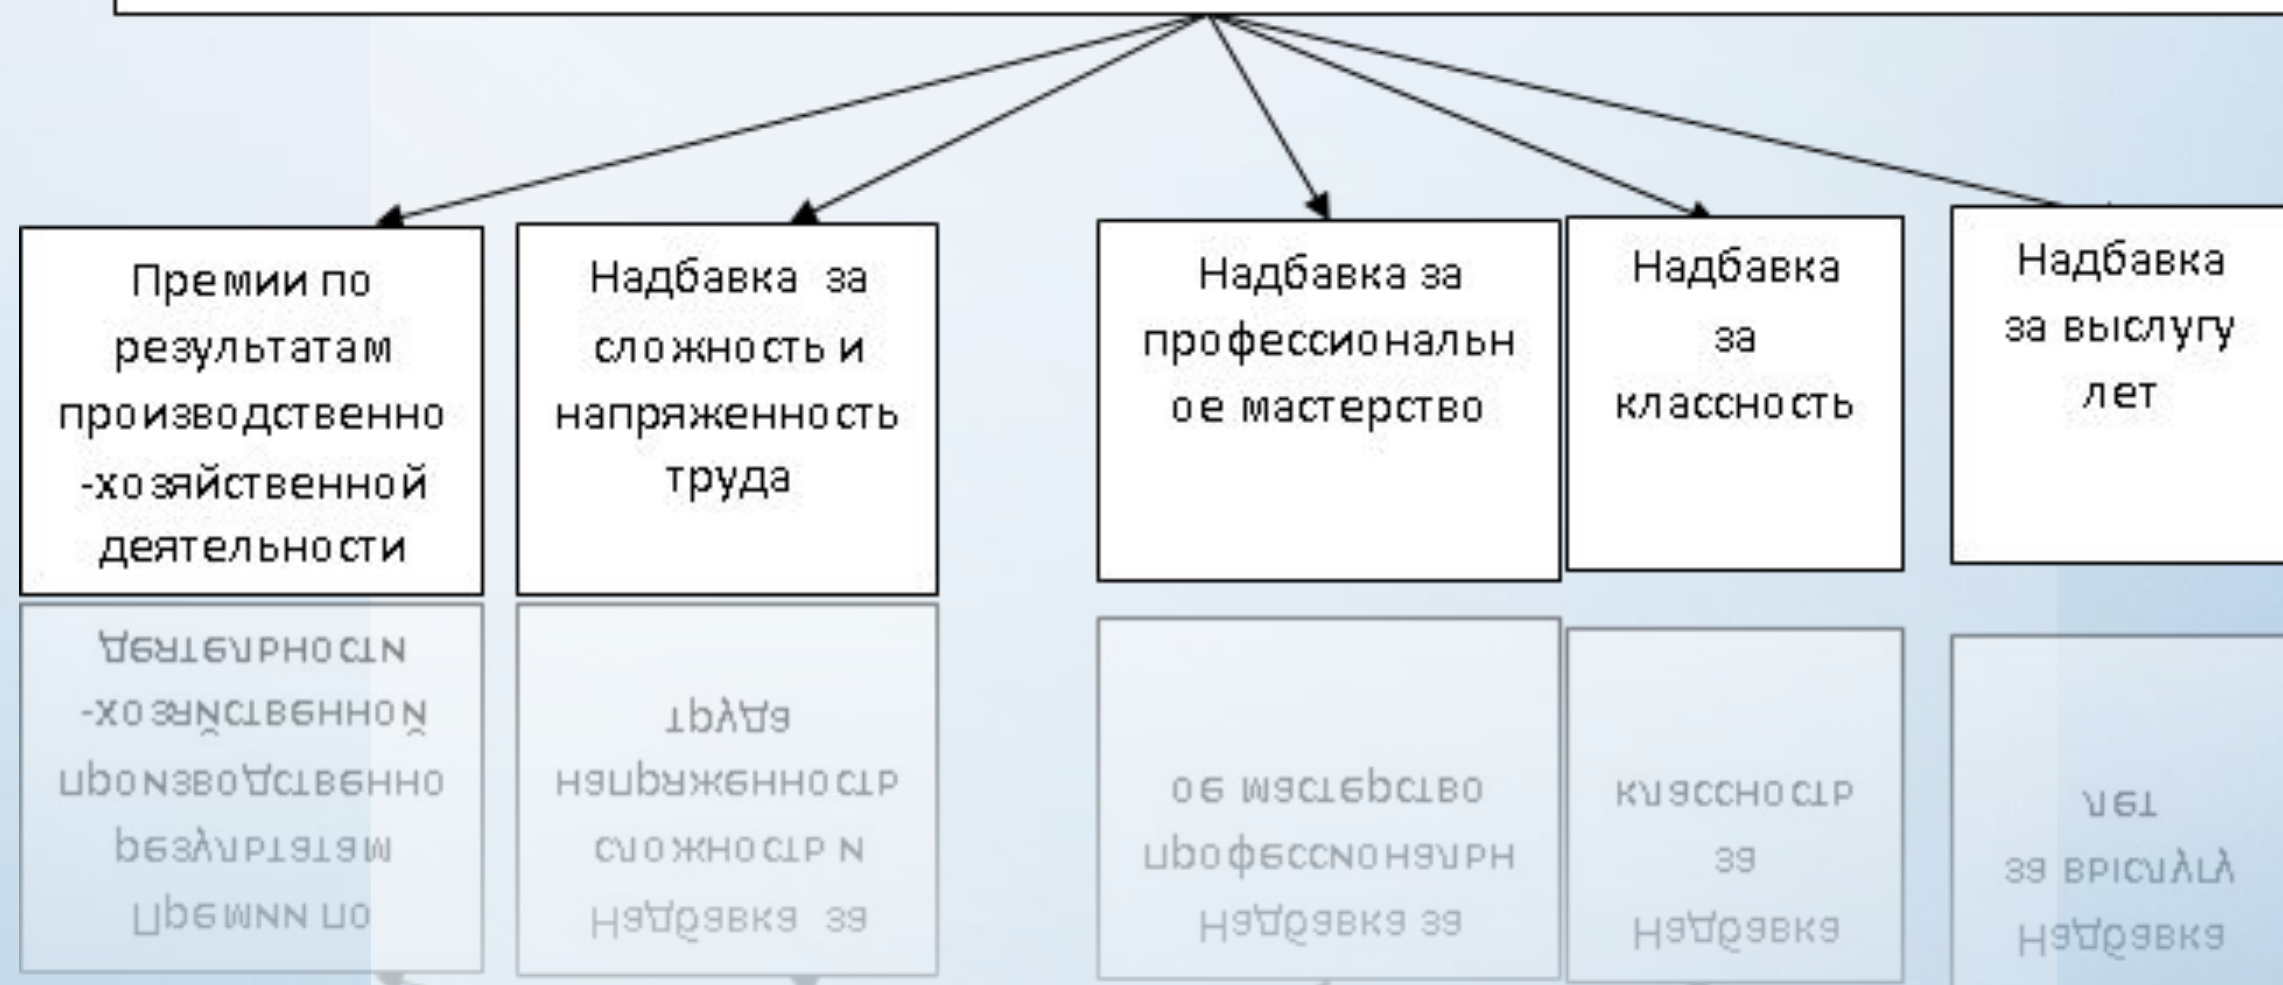 Премии по
результатам
производственно
-хозяйственной
деятельности
Надбавка за
сложность и
напряженность
труда
Надбавка за
профессиональн
ое мастерство
Надбавка
за
классность
Надбавка
за выслугу
лет